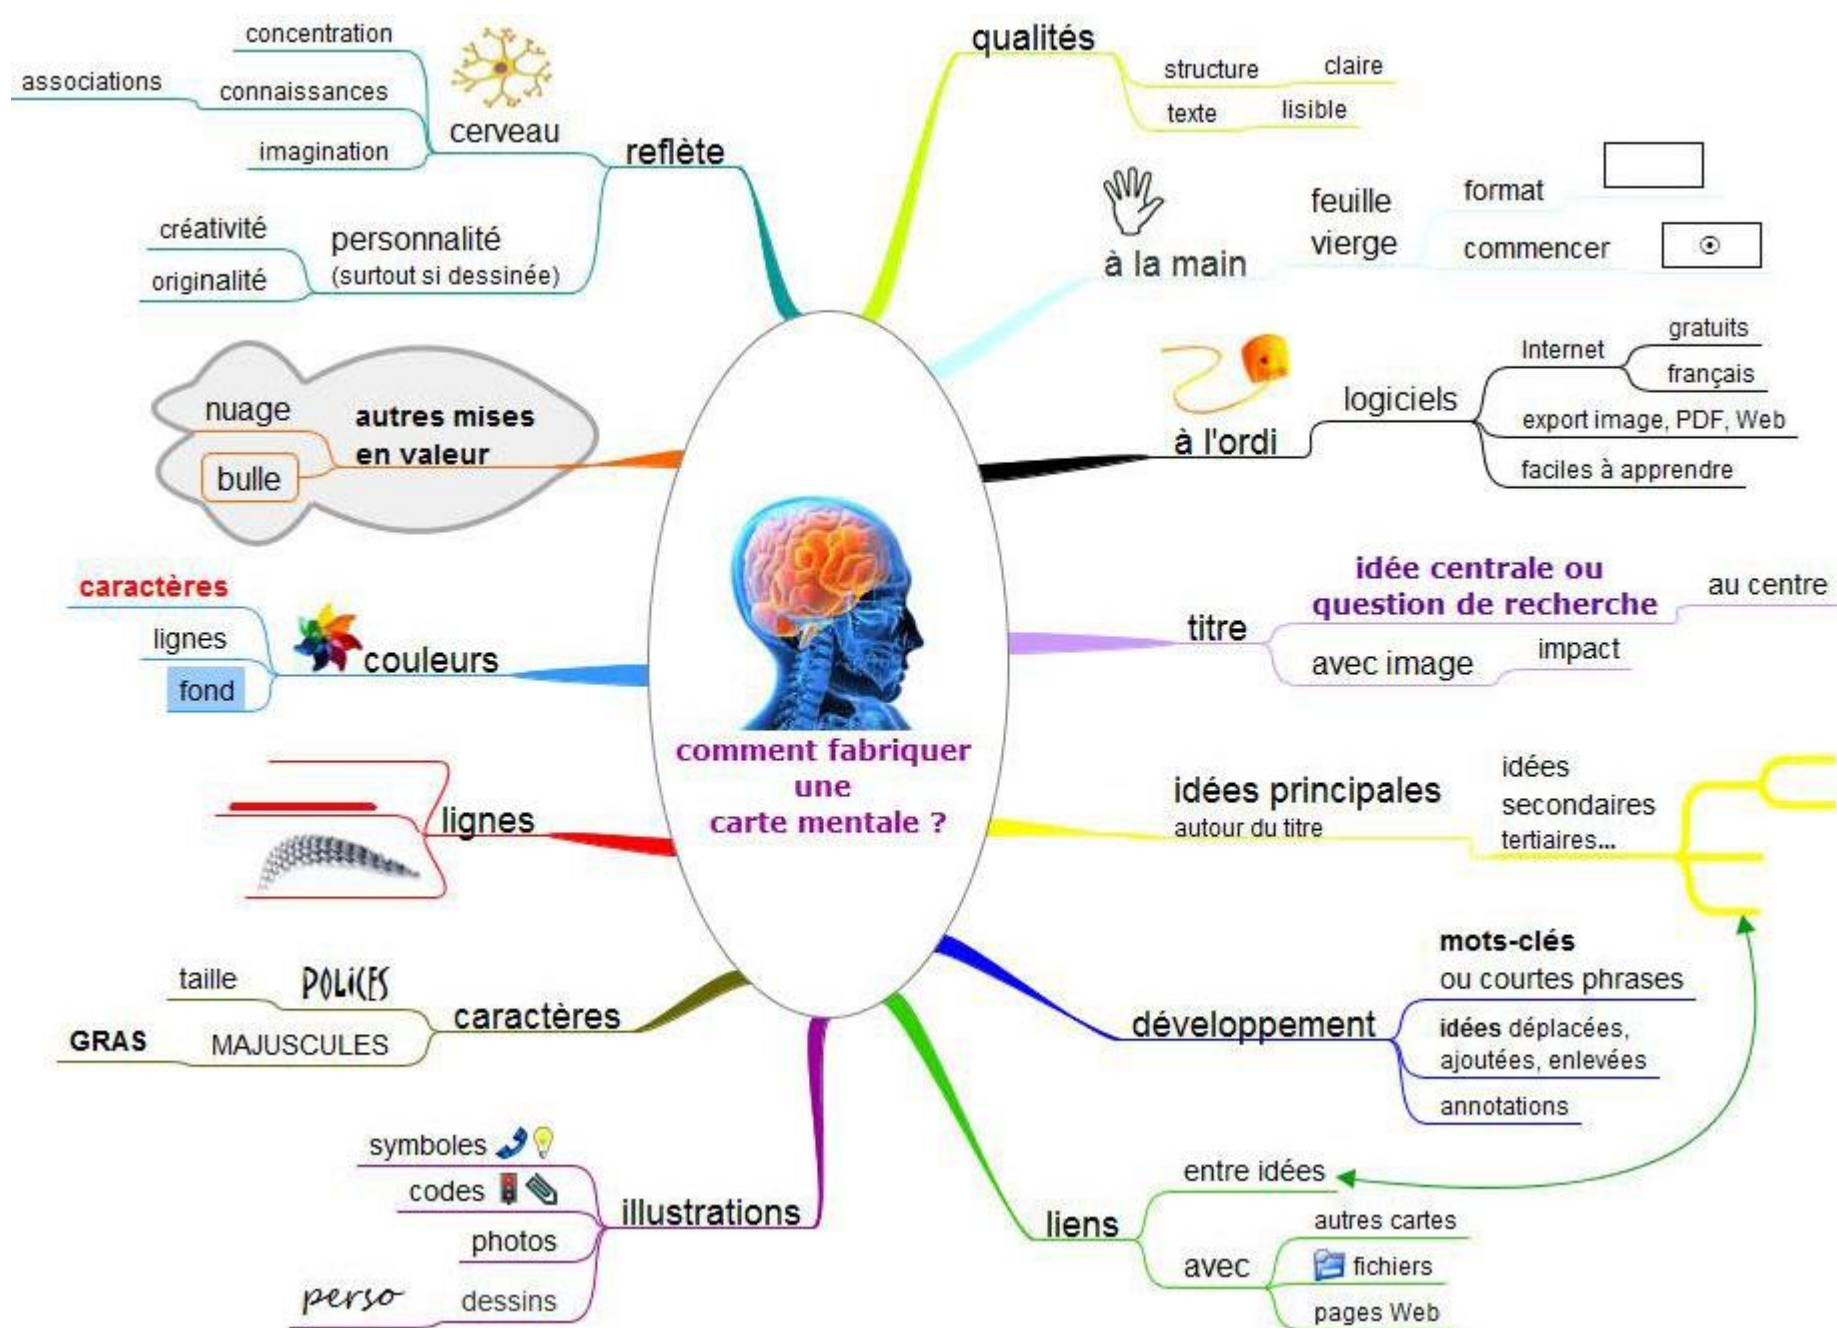 comment fabriquer
une
carte mentale ?
qualités
structure
claire
texte
lisible
à la main
feuille
vierge
format
commencer
à l'ordi
logiciels
Internet
gratuits
français
export image, PDF, Web
faciles à apprendre
titre
idée centrale ou
question de recherche
au centre
avec image
impact
idées principales
autour du titre
idées
secondaires
tertiaires...
développement
mots-clés
ou courtes phrases
idées déplacées,
ajoutées, enlevées
annotations
liens
entre idées
avec
autres cartes
fichiers
pages Web
illustrations
symboles
codes
photos
dessins
perso
caractères
POLiCES
taille
MAJUSCULES
GRAS
lignes
couleurs
caractères
lignes
fond
autres mises
en valeur
nuage
bulle
reflète
cerveau
concentration
connaissances
associations
imagination
personnalité
(surtout si dessinée)
créativité
originalité